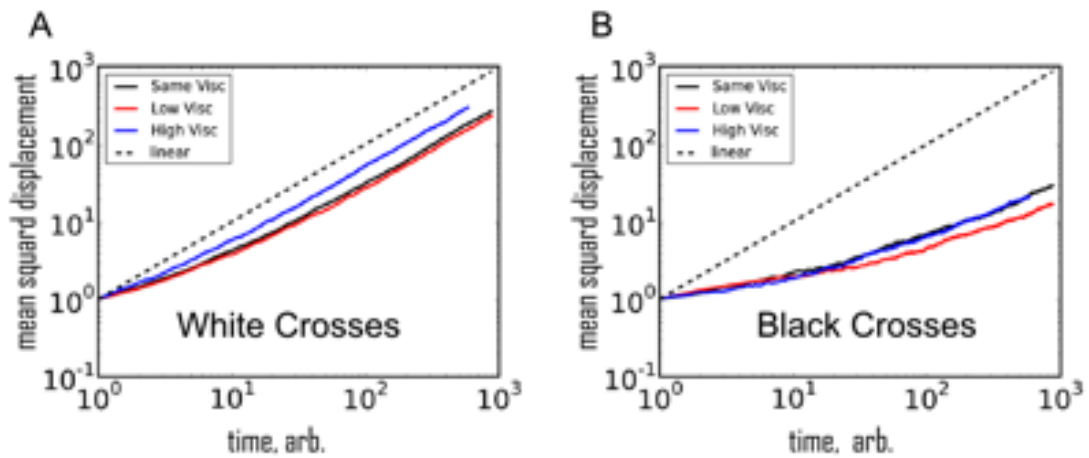 A
mean squard displacement
10^3
10^2
10^1
10^0
10^-1
Same Visc
Low Visc
High Visc
linear
White Crosses
10^0 10^1 10^2 10^3
time, arb.
B
mean squard displacement
10^3
10^2
10^1
10^0
10^-1
Same Visc
Low Visc
High Visc
linear
Black Crosses
10^0 10^1 10^2 10^3
time, arb.